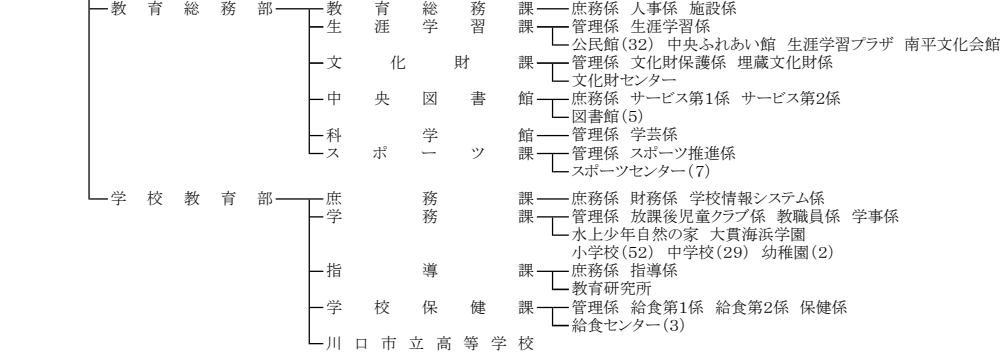 教育総務部 教育総務課 庶務係 人事係 施設係
生涯学習課 管理係 生涯学習係
公民館(32) 中央ふれあい館 生涯学習プラザ 南平文化会館
文化財課 管理係 文化財保護係 埋蔵文化財係
文化財センター
中央図書館 庶務係 サービス第1係 サービス第2係
図書館(5)
科学館 管理係 学芸係
スポーツ課 管理係 スポーツ推進係
スポーツセンター(7)
学校教育部 庶務課 庶務係 財務係 学校情報システム係
学務課 管理係 放課後児童クラブ係 教職員係 学事係
水上少年自然の家 大貫海浜学園
小学校(52) 中学校(29) 幼稚園(2)
指導課 庶務係 指導係
教育研究所
学校保健課 管理係 給食第1係 給食第2係 保健係
給食センター(3)
川口市立高等学校